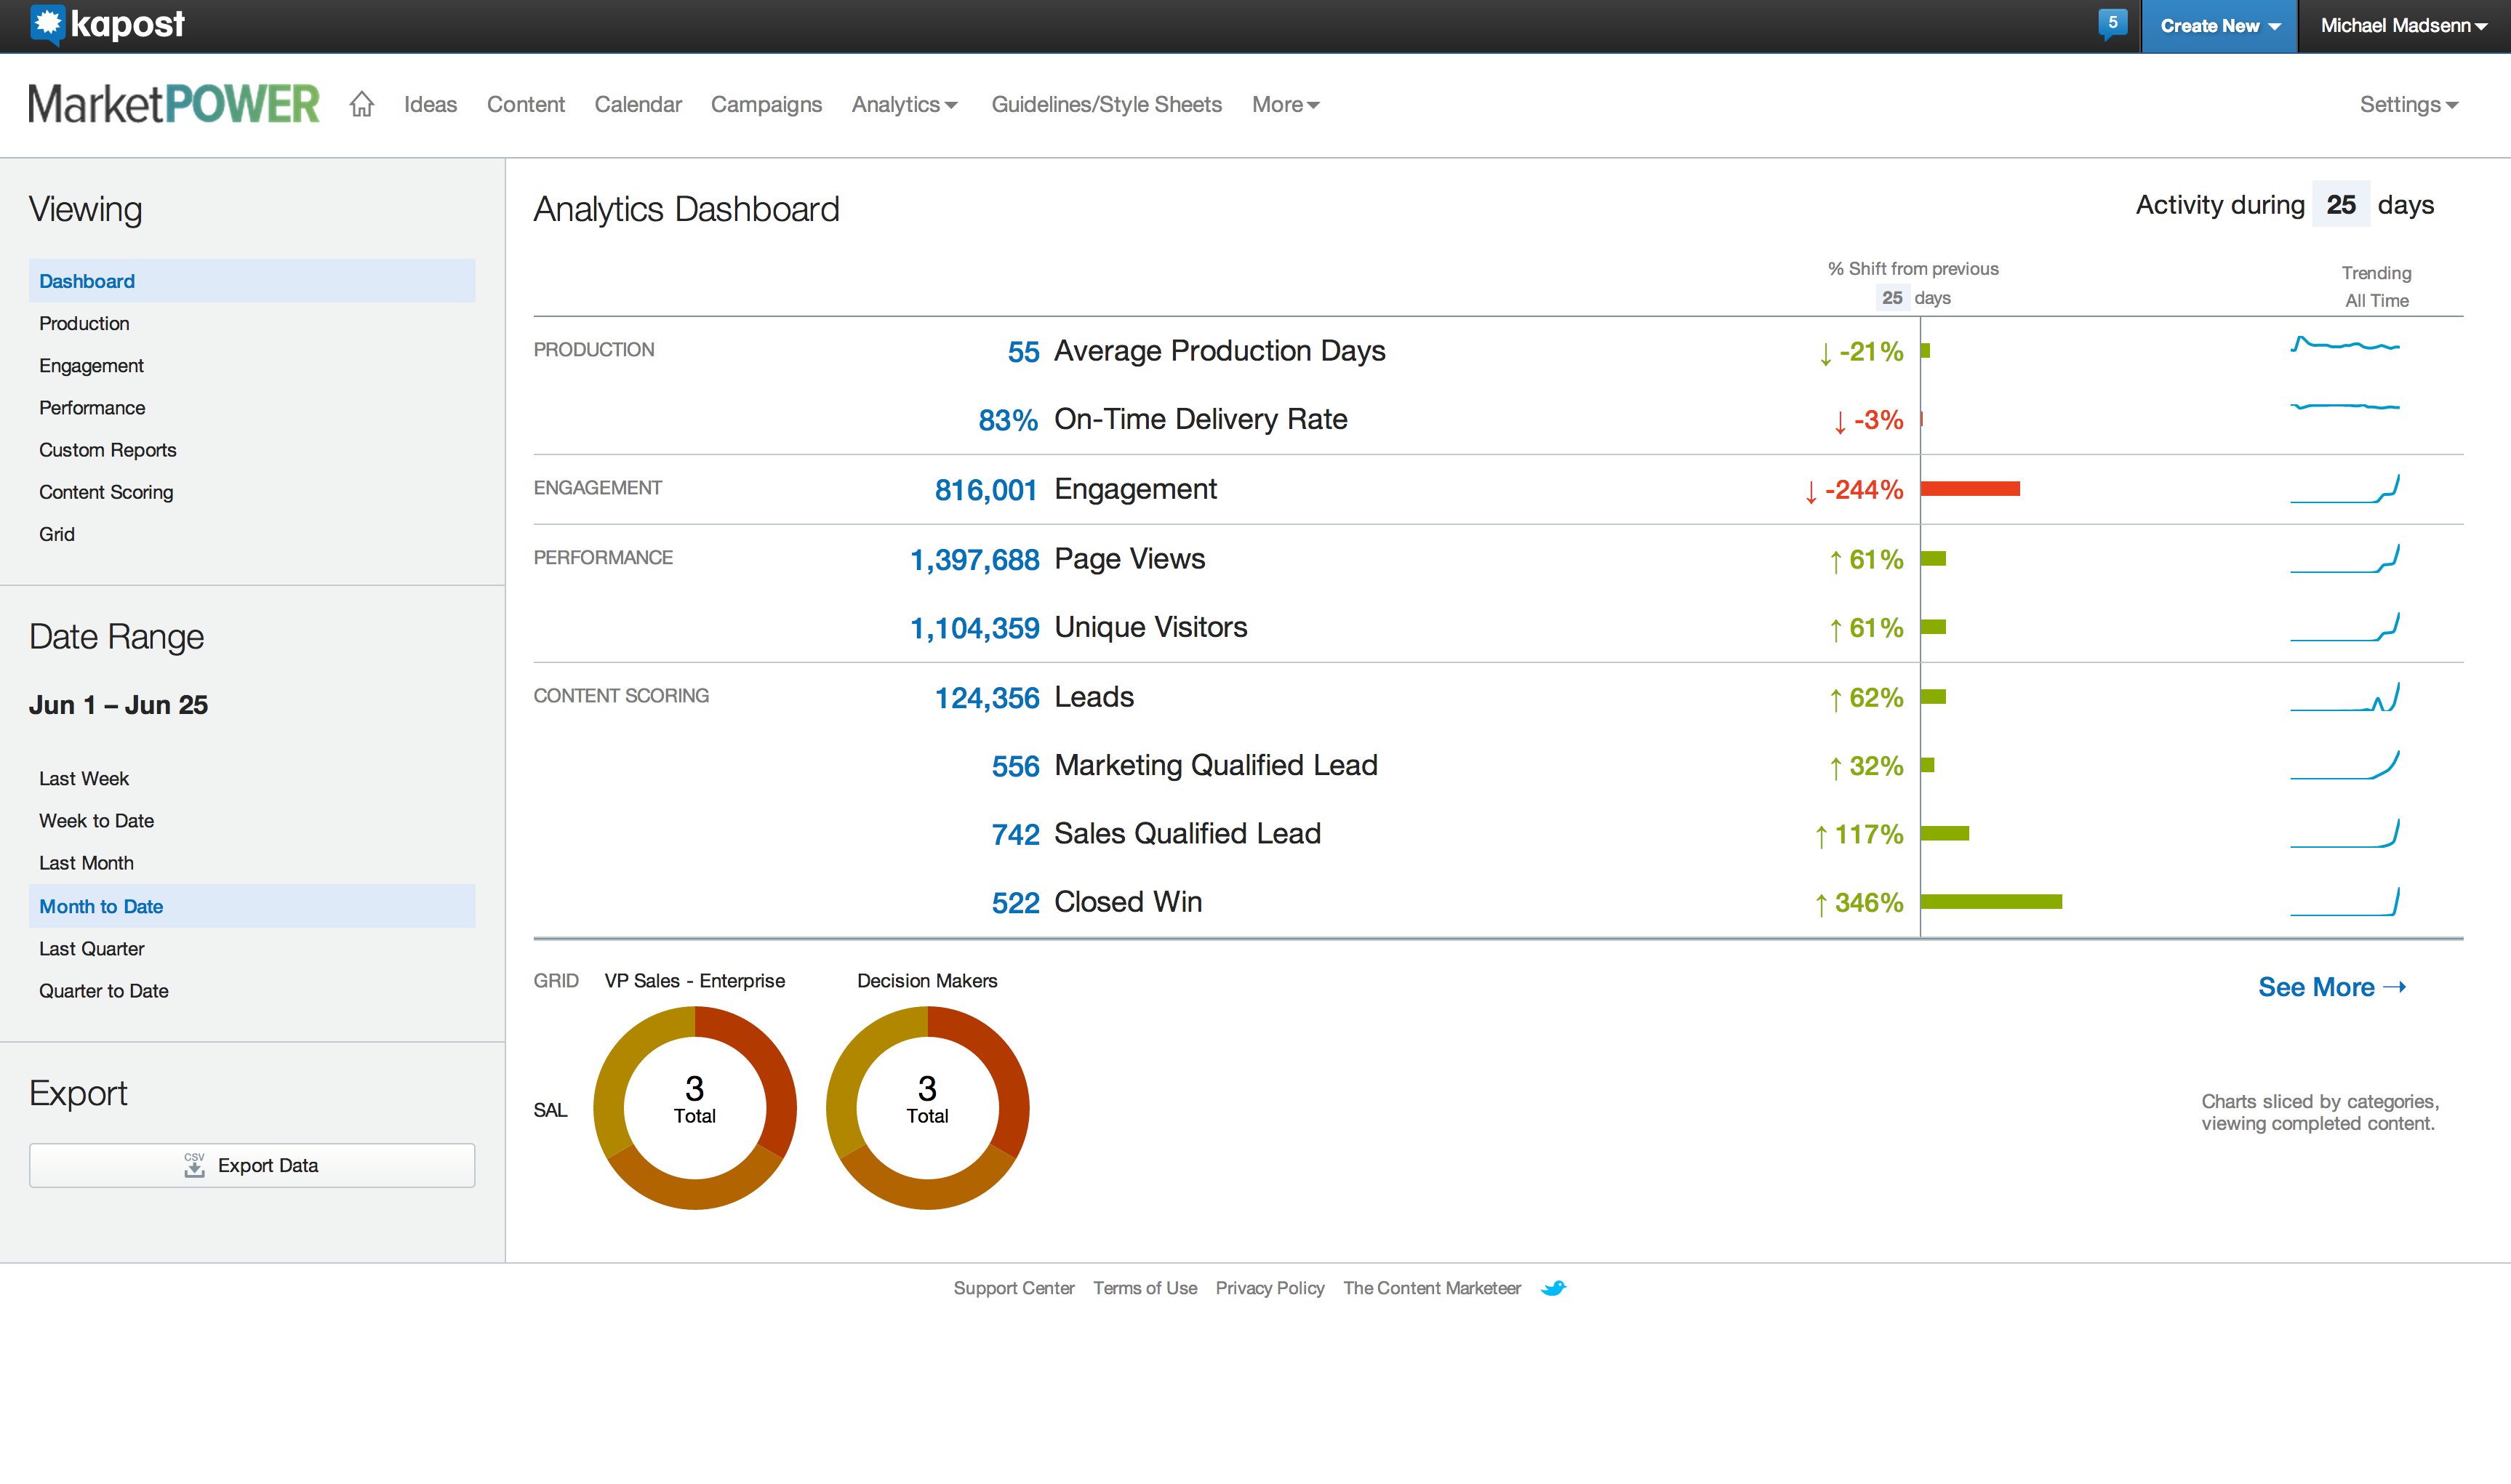 kapost
5
Create New
Michael Madsenn
MarketPOWER
Ideas
Content
Calendar
Campaigns
Analytics
Guidelines/Style Sheets
More
Settings
Viewing
Dashboard
Production
Engagement
Performance
Custom Reports
Content Scoring
Grid
Date Range
Jun 1 – Jun 25
Last Week
Week to Date
Last Month
Month to Date
Last Quarter
Quarter to Date
Export
CSV
Export Data
Analytics Dashboard
Activity during 25 days
% Shift from previous
25 days
Trending
All Time
PRODUCTION
55 Average Production Days ↓ -21%
83% On-Time Delivery Rate ↓ -3%
ENGAGEMENT
816,001 Engagement ↓ -244%
PERFORMANCE
1,397,688 Page Views ↑ 61%
1,104,359 Unique Visitors ↑ 61%
CONTENT SCORING
124,356 Leads ↑ 62%
556 Marketing Qualified Lead ↑ 32%
742 Sales Qualified Lead ↑ 117%
522 Closed Win ↑ 346%
GRID
VP Sales - Enterprise
Decision Makers
See More →
SAL
3
Total
3
Total
Charts sliced by categories,
viewing completed content.
Support Center
Terms of Use
Privacy Policy
The Content Marketeer